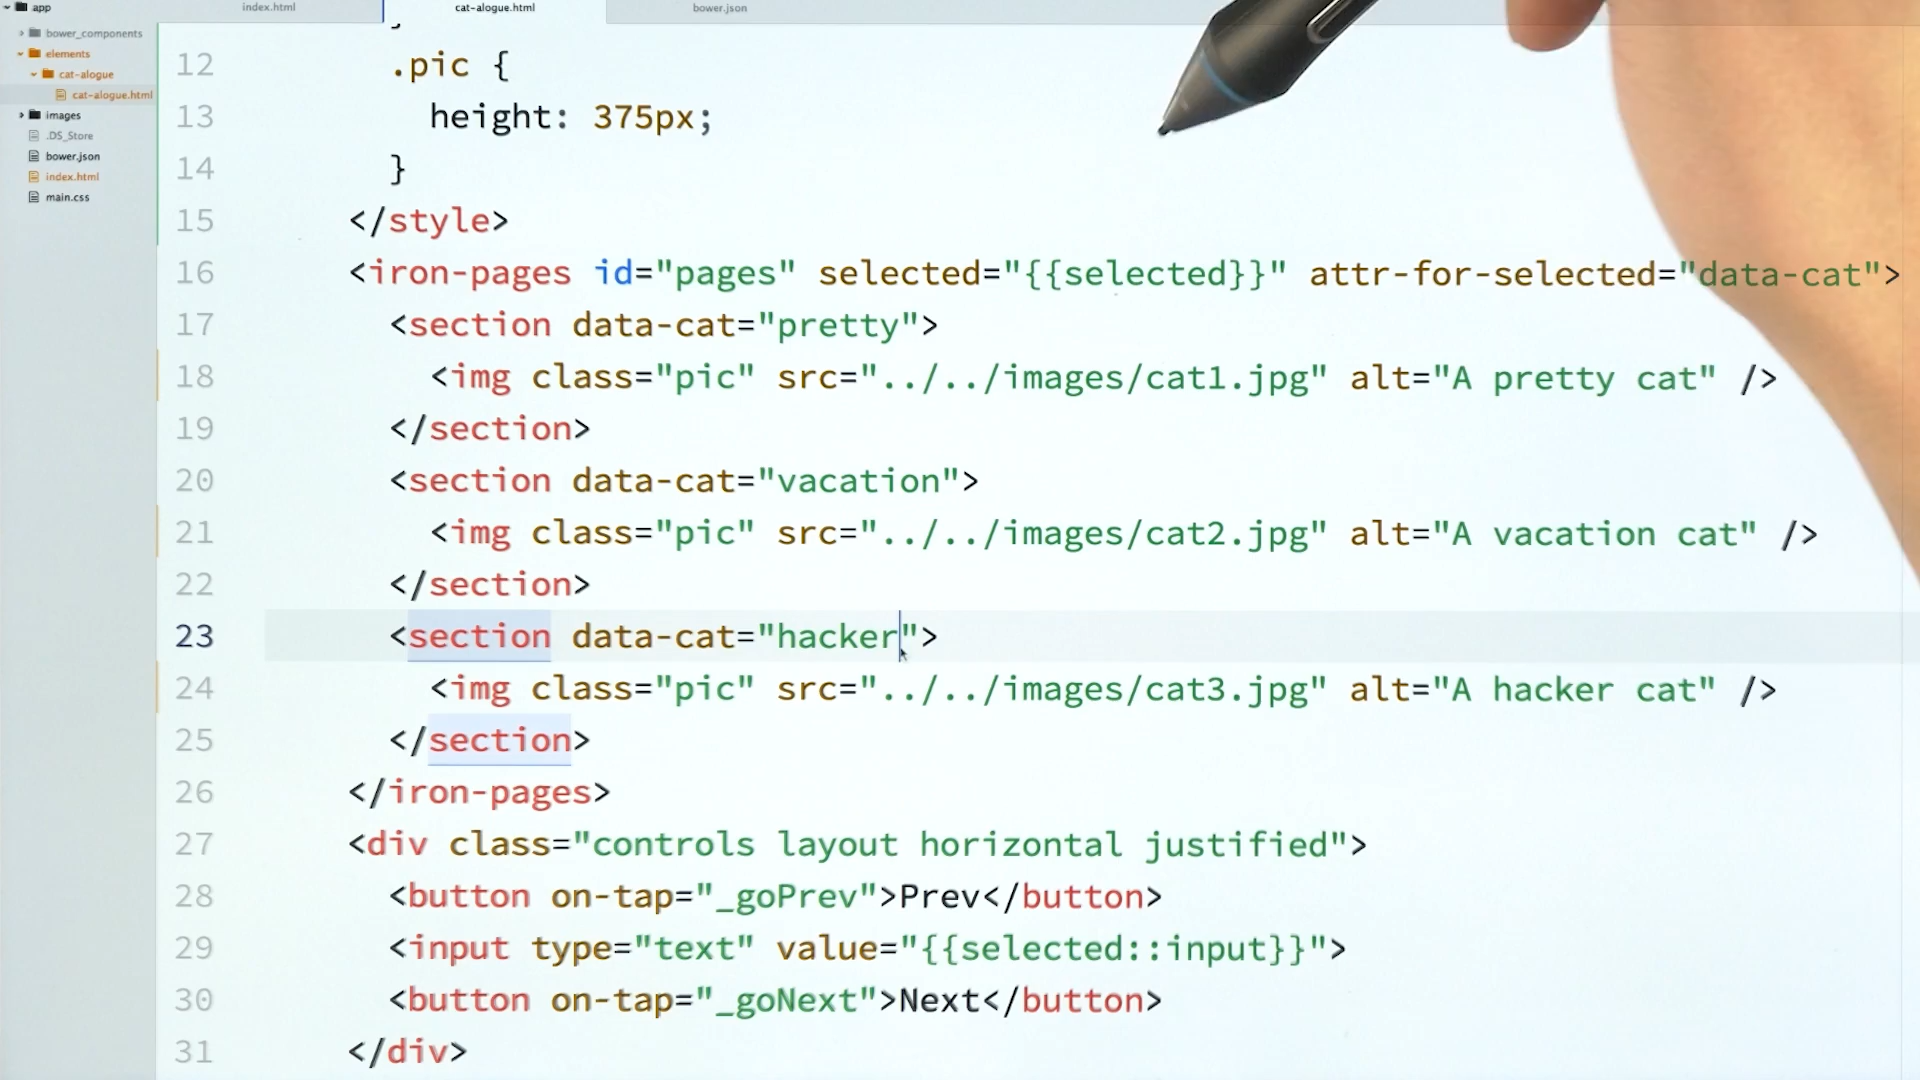 app
index.html
cat-alogue.html
bower.json
bower_components
elements
cat-alogue
cat-alogue.html
images
.DS_Store
bower.json
index.html
main.css
12 .pic {
13 height: 375px;
14 }
15 </style>
16 <iron-pages id="pages" selected="{{selected}}" attr-for-selected="data-cat">
17 <section data-cat="pretty">
18 <img class="pic" src="../../images/cat1.jpg" alt="A pretty cat" />
19 </section>
20 <section data-cat="vacation">
21 <img class="pic" src="../../images/cat2.jpg" alt="A vacation cat" />
22 </section>
23 <section data-cat="hacker">
24 <img class="pic" src="../../images/cat3.jpg" alt="A hacker cat" />
25 </section>
26 </iron-pages>
27 <div class="controls layout horizontal justified">
28 <button on-tap="_goPrev">Prev</button>
29 <input type="text" value="{{selected::input}}">
30 <button on-tap="_goNext">Next</button>
31 </div>